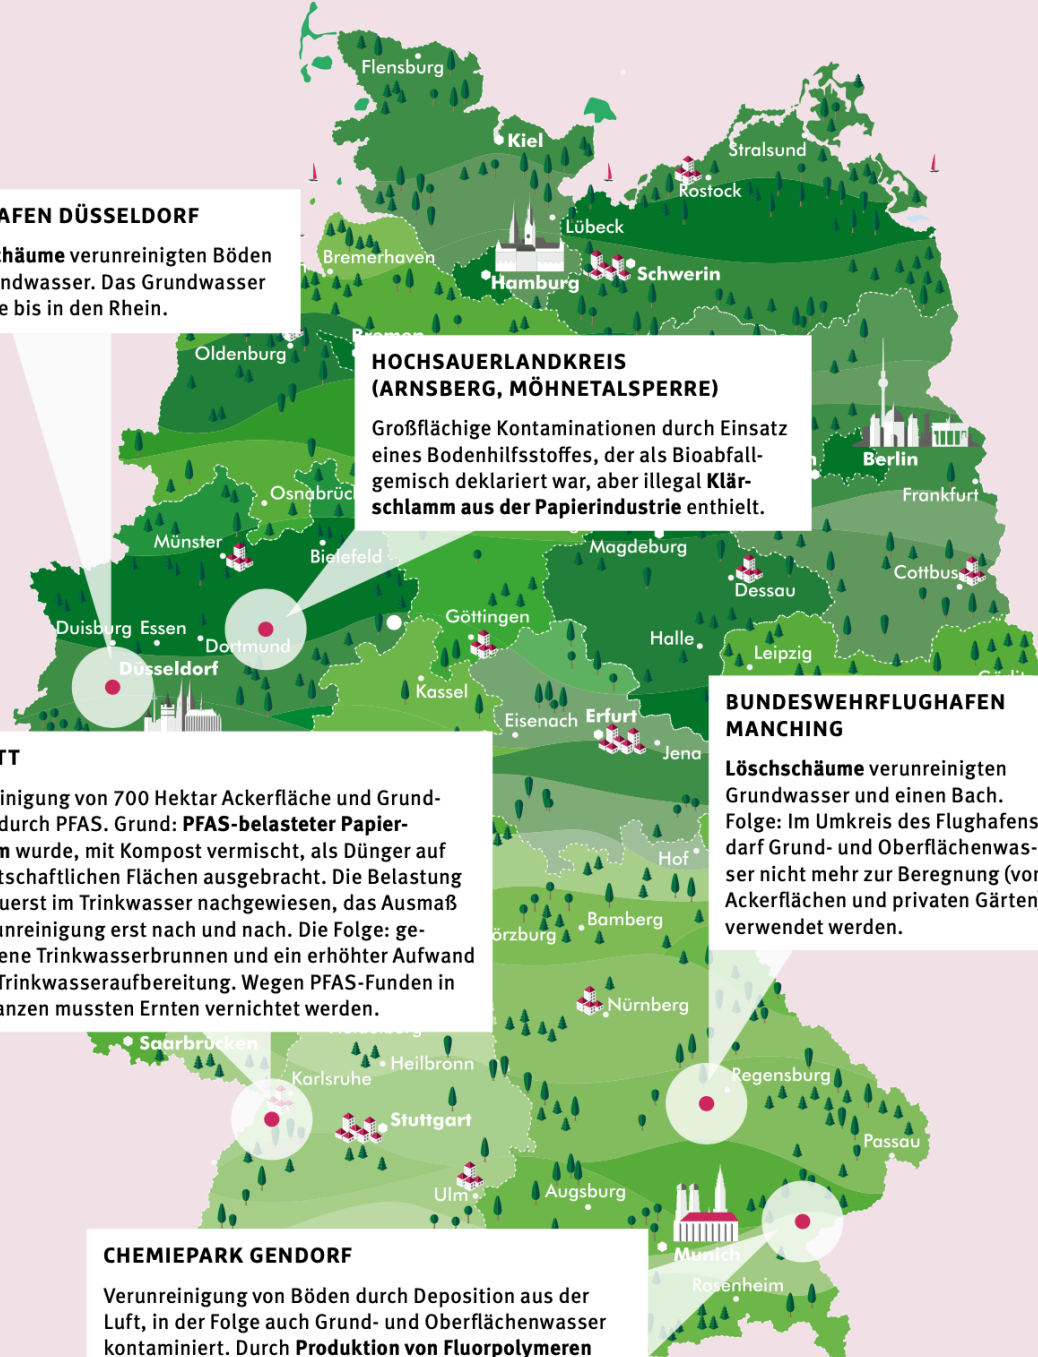 Flensburg
Kiel
Stralsund
Rostock
Lübeck
Schwerin
Hamburg
Bremerhaven
AFEN DÜSSELDORF
chäume verunreinigten Böden
ndwasser. Das Grundwasser
e bis in den Rhein.
Oldenburg
Bremen
HOCHSAUERLANDKREIS
(ARNSBERG, MÖHNETALSPERRE)
Großflächige Kontaminationen durch Einsatz
eines Bodenhilfsstoffes, der als Bioabfall-
gemisch deklariert war, aber illegal Klär-
schlamm aus der Papierindustrie enthielt.
Berlin
Frankfurt
Osnabrüc
Münster
Bielefeld
Magdeburg
Cottbus
Dessau
Göttingen
Duisburg Essen
Dortmund
Düsseldorf
Halle
Leipzig
Görlit
Kassel
Eisenach
Erfurt
Jena
BUNDESWEHRFLUGHAFEN
MANCHING
Löschschäume verunreinigten
Grundwasser und einen Bach.
Folge: Im Umkreis des Flughafens
darf Grund- und Oberflächenwas-
ser nicht mehr zur Beregnung (vor
Ackerflächen und privaten Gärten
verwendet werden.
TT
einigung von 700 Hektar Ackerfläche und Grund-
durch PFAS. Grund: PFAS-belasteter Papier-
m wurde, mit Kompost vermischt, als Dünger auf
tschaftlichen Flächen ausgebracht. Die Belastung
uerst im Trinkwasser nachgewiesen, das Ausmaß
unreinigung erst nach und nach. Die Folge: ge-
ene Trinkwasserbrunnen und ein erhöhter Aufwand
Trinkwasseraufbereitung. Wegen PFAS-Funden in
anzen mussten Ernten vernichtet werden.
Hof
Bamberg
örzburg
Nürnberg
Heidelberg
Saarbrücken
Heilbronn
Karlsruhe
Regensburg
Stuttgart
Passau
Ulm
Augsburg
Munich
Rosenheim
CHEMIEPARK GENDORF
Verunreinigung von Böden durch Deposition aus der
Luft, in der Folge auch Grund- und Oberflächenwasser
kontaminiert. Durch Produktion von Fluorpolymeren